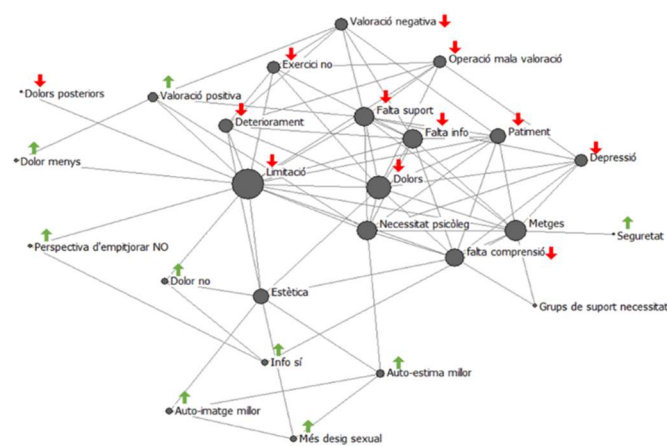 Valoració negativa
Exercici no
Operació mala valoració
Dolors posteriors
Valoració positiva
Falta suport
Deteriorament
Falta info
Patiment
Dolor menys
Limitació
Dolors
Depressió
Necessitat psicòleg
Metges
Seguretat
Perspectiva d'empitjorar NO
falta comprensió
Dolor no
Estètica
Grups de suport necessitat
Info sí
Auto-estima millor
Auto-imatge millor
Més desig sexual